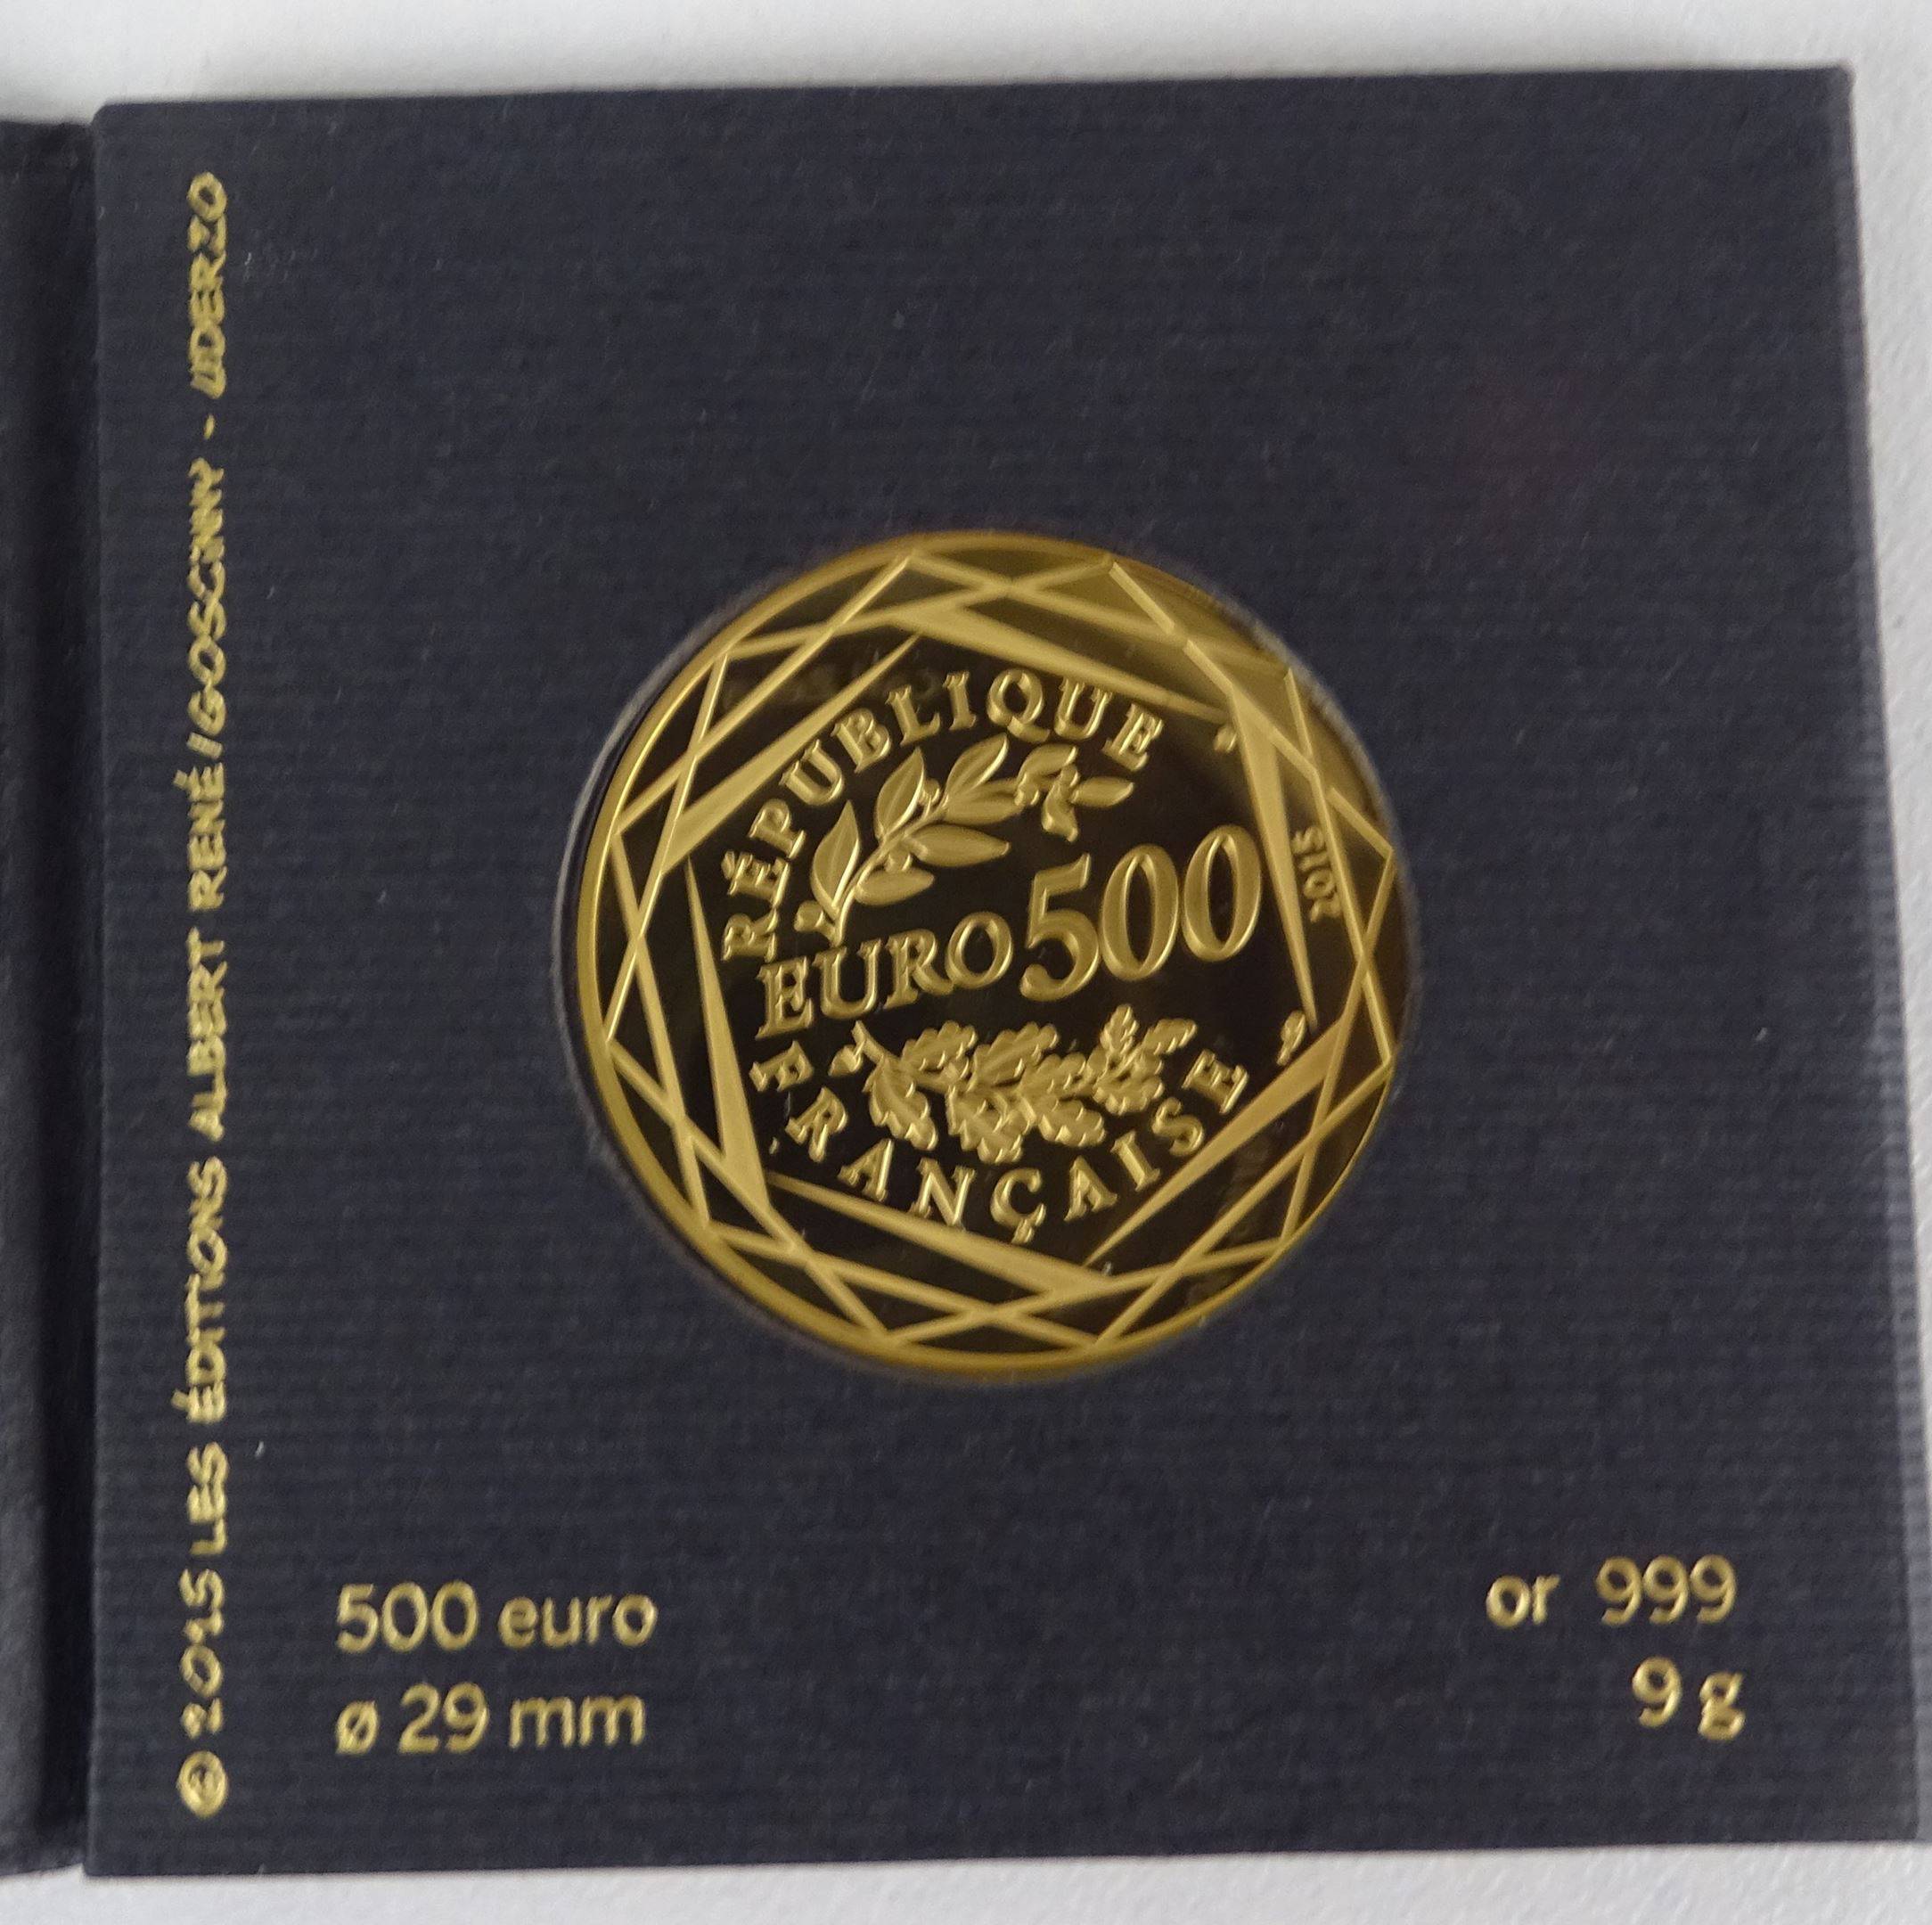 © 2015 LES ÉDITIONS ALBERT RENÉ / GOSCINNY - UDERZO
RÉPUBLIQUE
EURO 500
FRANÇAISE
2015
500 euro
ø 29 mm
or 999
9 g